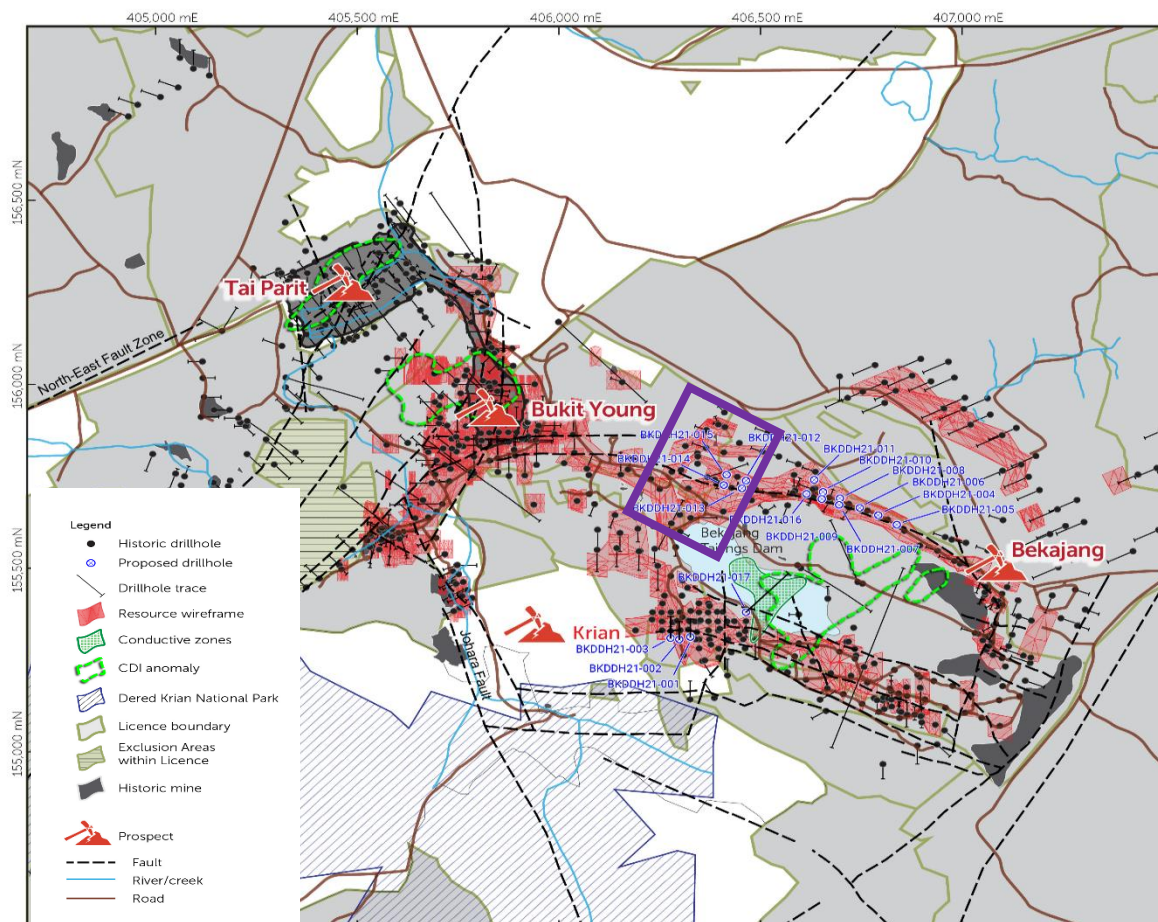 405,000 mE
405,500 mE
406,000 mE
406,500 mE
407,000 mE
156,500 mN
156,000 mN
155,500 mN
155,000 mN
Tai Parit
North-East Fault Zone
Bukit Young
BKDDH21-015
BKDDH21-012
BKDDH21-014
BKDDH21-011
BKDDH21-010
BKDDH21-008
BKDDH21-006
BKDDH21-004
BKDDH21-005
BKDDH21-013
BKDDH21-016
BKDDH21-009
BKDDH21-007
Bekajang
Tailings Dam
Bekajang
BKDDH21-017
Krian
BKDDH21-003
BKDDH21-002
BKDDH21-001
Johara Fault
Legend
Historic drillhole
Proposed drillhole
Drillhole trace
Resource wireframe
Conductive zones
CDI anomaly
Dered Krian National Park
Licence boundary
Exclusion Areas
within Licence
Historic mine
Prospect
Fault
River/creek
Road